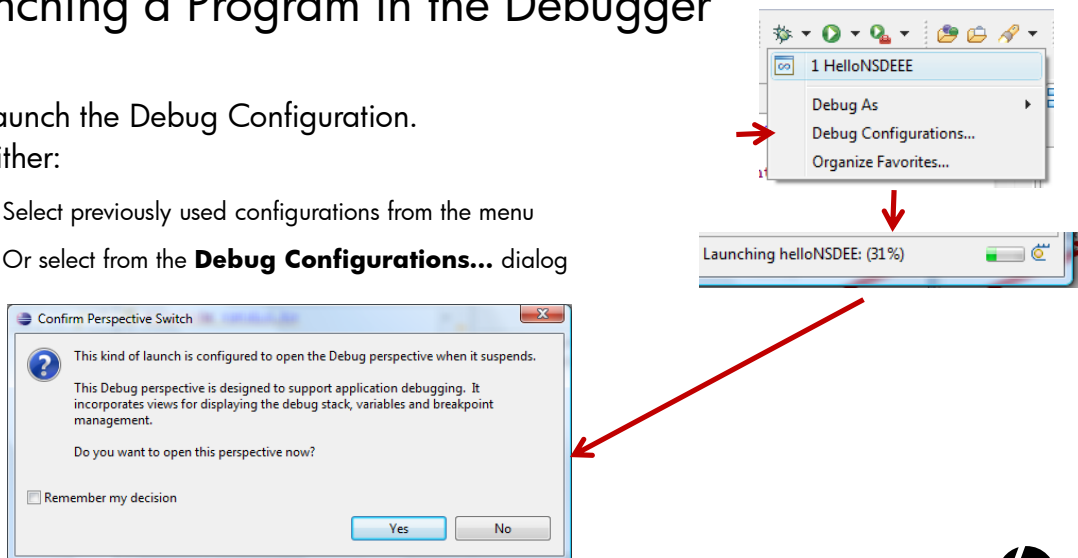 nching a Program in the Debugger
aunch the Debug Configuration.
ither:
Select previously used configurations from the menu
Or select from the Debug Configurations... dialog
1 HelloNSDEEE
Debug As
Debug Configurations...
Organize Favorites...
Launching helloNSDEE: (31%)
Confirm Perspective Switch
This kind of launch is configured to open the Debug perspective when it suspends.
This Debug perspective is designed to support application debugging. It
incorporates views for displaying the debug stack, variables and breakpoint
management.
Do you want to open this perspective now?
Remember my decision
Yes
No